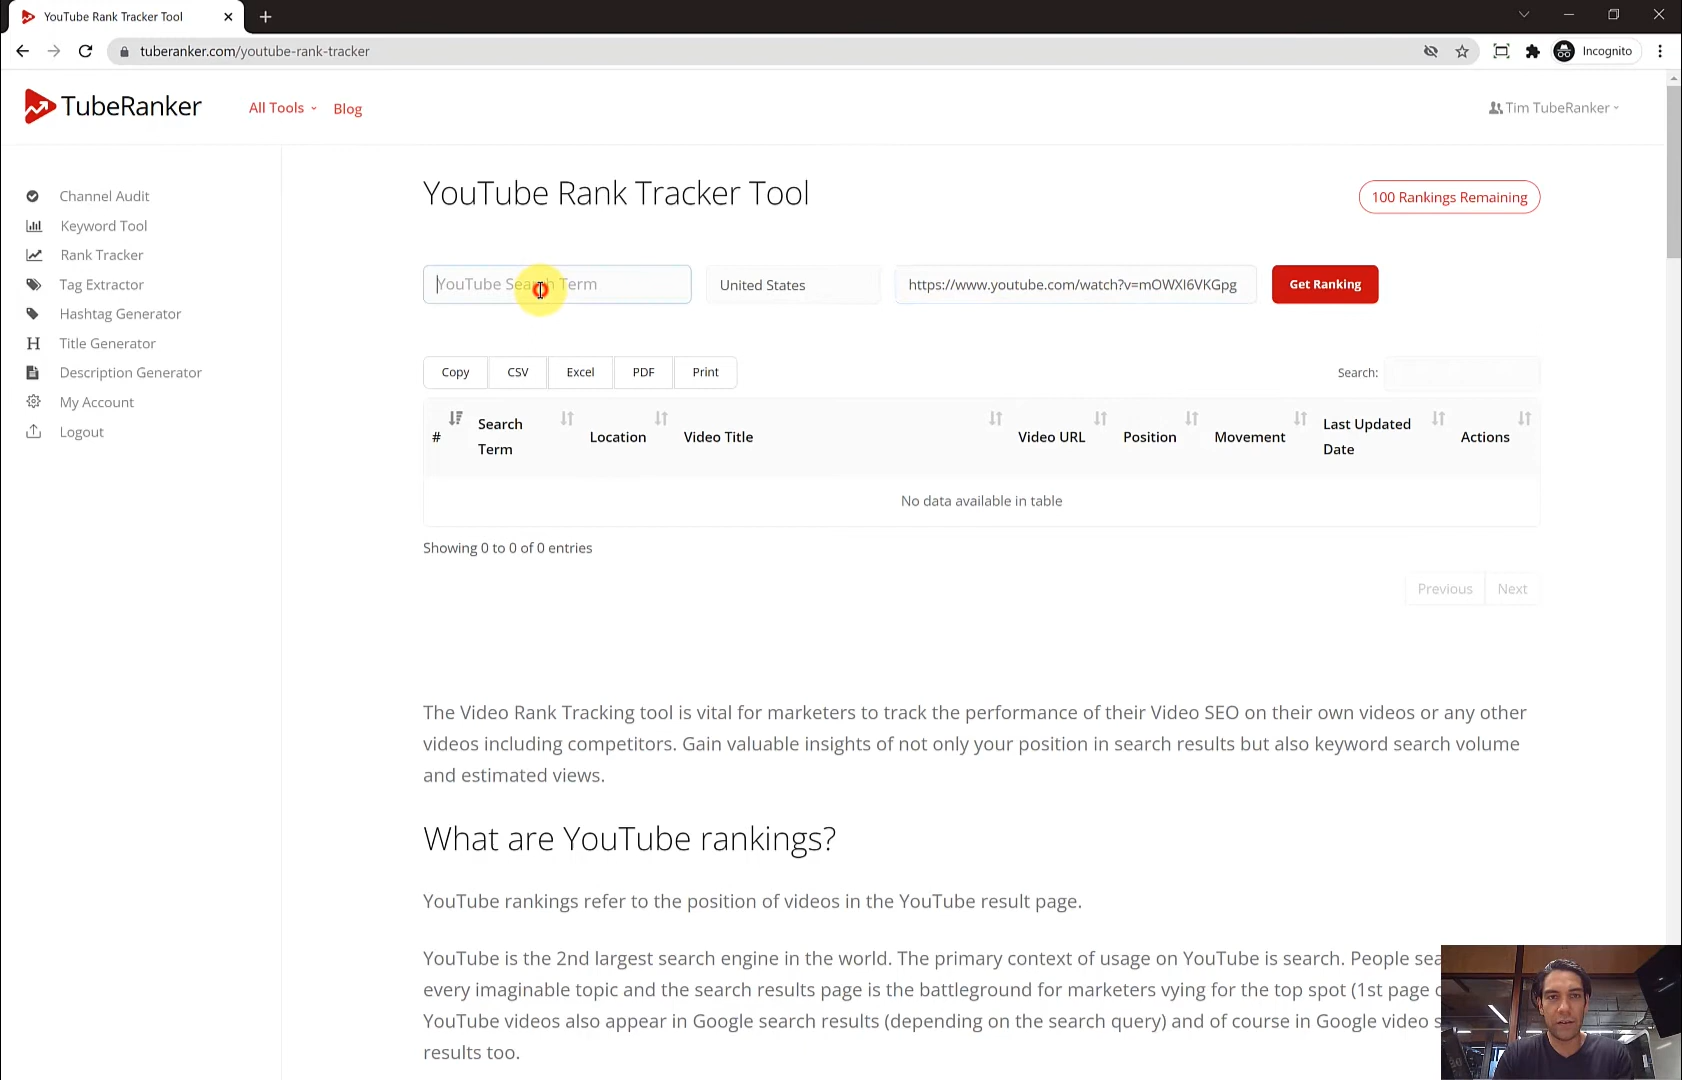 YouTube Rank Tracker Tool
tuberanker.com/youtube-rank-tracker
Incognito
TubeRanker
All Tools
Blog
Tim TubeRanker
Channel Audit
Keyword Tool
Rank Tracker
Tag Extractor
Hashtag Generator
Title Generator
Description Generator
My Account
Logout
YouTube Rank Tracker Tool
100 Rankings Remaining
YouTube Search Term
United States
https://www.youtube.com/watch?v=mOWXI6VKGpg
Get Ranking
Copy
CSV
Excel
PDF
Print
Search:
#
Search
Term
Location
Video Title
Video URL
Position
Movement
Last Updated
Date
Actions
No data available in table
Showing 0 to 0 of 0 entries
Previous
Next
The Video Rank Tracking tool is vital for marketers to track the performance of their Video SEO on their own videos or any other
videos including competitors. Gain valuable insights of not only your position in search results but also keyword search volume
and estimated views.
What are YouTube rankings?
YouTube rankings refer to the position of videos in the YouTube result page.
YouTube is the 2nd largest search engine in the world. The primary context of usage on YouTube is search. People sea
every imaginable topic and the search results page is the battleground for marketers vying for the top spot (1st page
YouTube videos also appear in Google search results (depending on the search query) and of course in Google video s
results too.